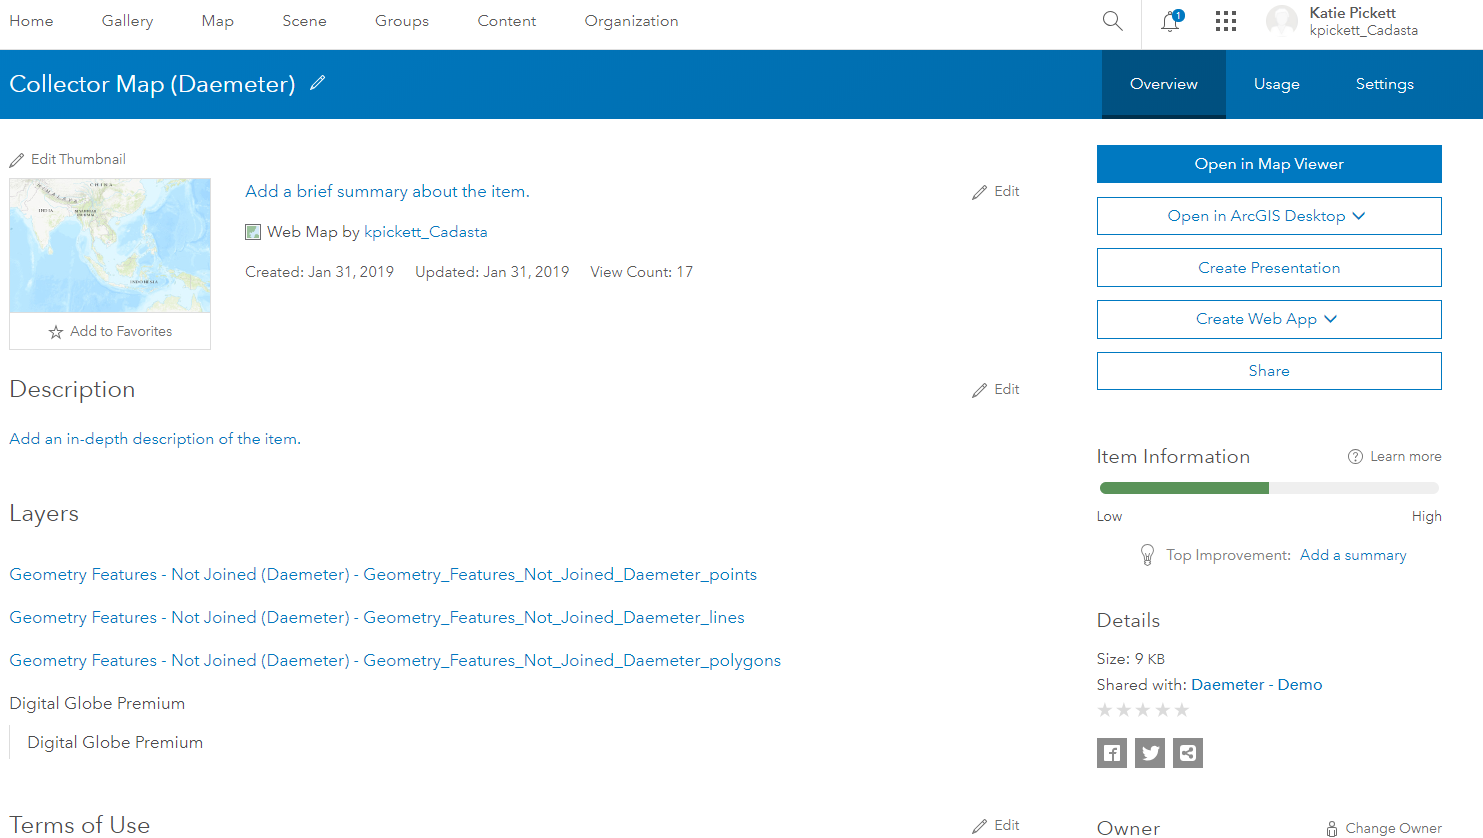 Home Gallery Map Scene Groups Content Organization
1
Katie Pickett
kpickett_Cadasta
Collector Map (Daemeter)
Overview Usage Settings
Edit Thumbnail
CHINA
HIMALAYA
INDIA
INDONESIA
Add to Favorites
Add a brief summary about the item.
Edit
Web Map by kpickett_Cadasta
Created: Jan 31, 2019 Updated: Jan 31, 2019 View Count: 17
Description
Edit
Add an in-depth description of the item.
Layers
Geometry Features - Not Joined (Daemeter) - Geometry_Features_Not_Joined_Daemeter_points
Geometry Features - Not Joined (Daemeter) - Geometry_Features_Not_Joined_Daemeter_lines
Geometry Features - Not Joined (Daemeter) - Geometry_Features_Not_Joined_Daemeter_polygons
Digital Globe Premium
Digital Globe Premium
Terms of Use
Edit
Open in Map Viewer
Open in ArcGIS Desktop
Create Presentation
Create Web App
Share
Item Information
Learn more
Low High
Top Improvement: Add a summary
Details
Size: 9 KB
Shared with: Daemeter - Demo
Owner
Change Owner